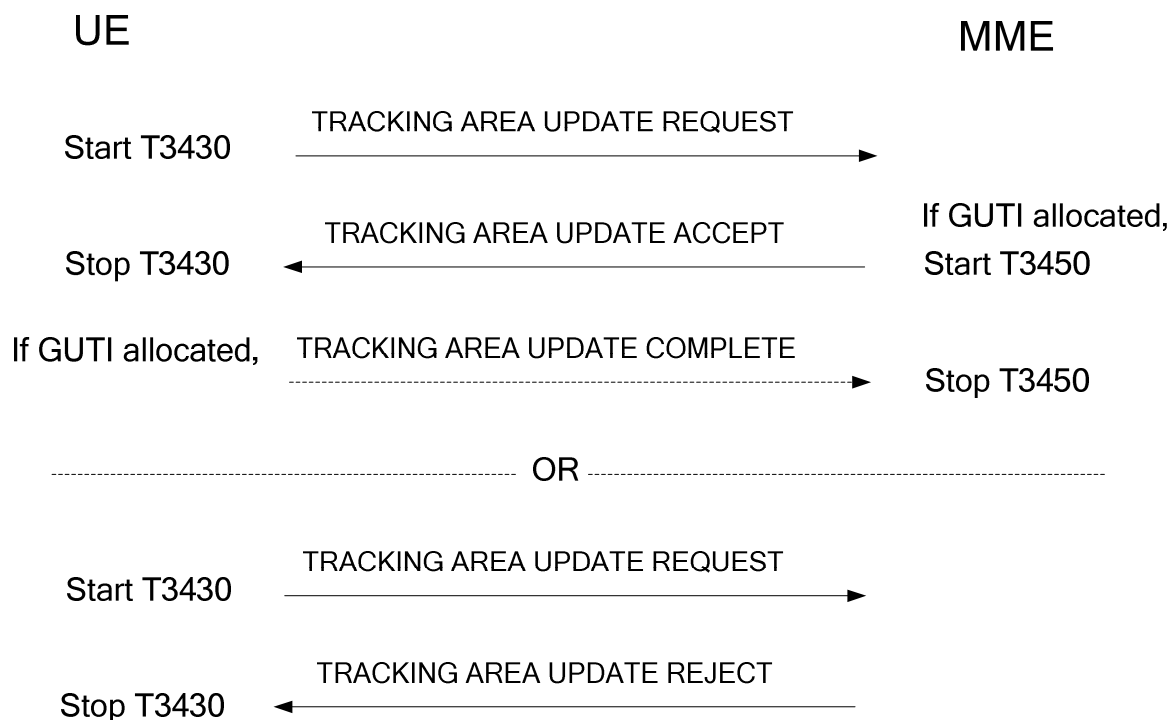 UE
MME
TRACKING AREA UPDATE REQUEST
Start T3430
If GUTI allocated,
TRACKING AREA UPDATE ACCEPT
Stop T3430
Start T3450
If GUTI allocated,
TRACKING AREA UPDATE COMPLETE
Stop T3450
OR
TRACKING AREA UPDATE REQUEST
Start T3430
TRACKING AREA UPDATE REJECT
Stop T3430